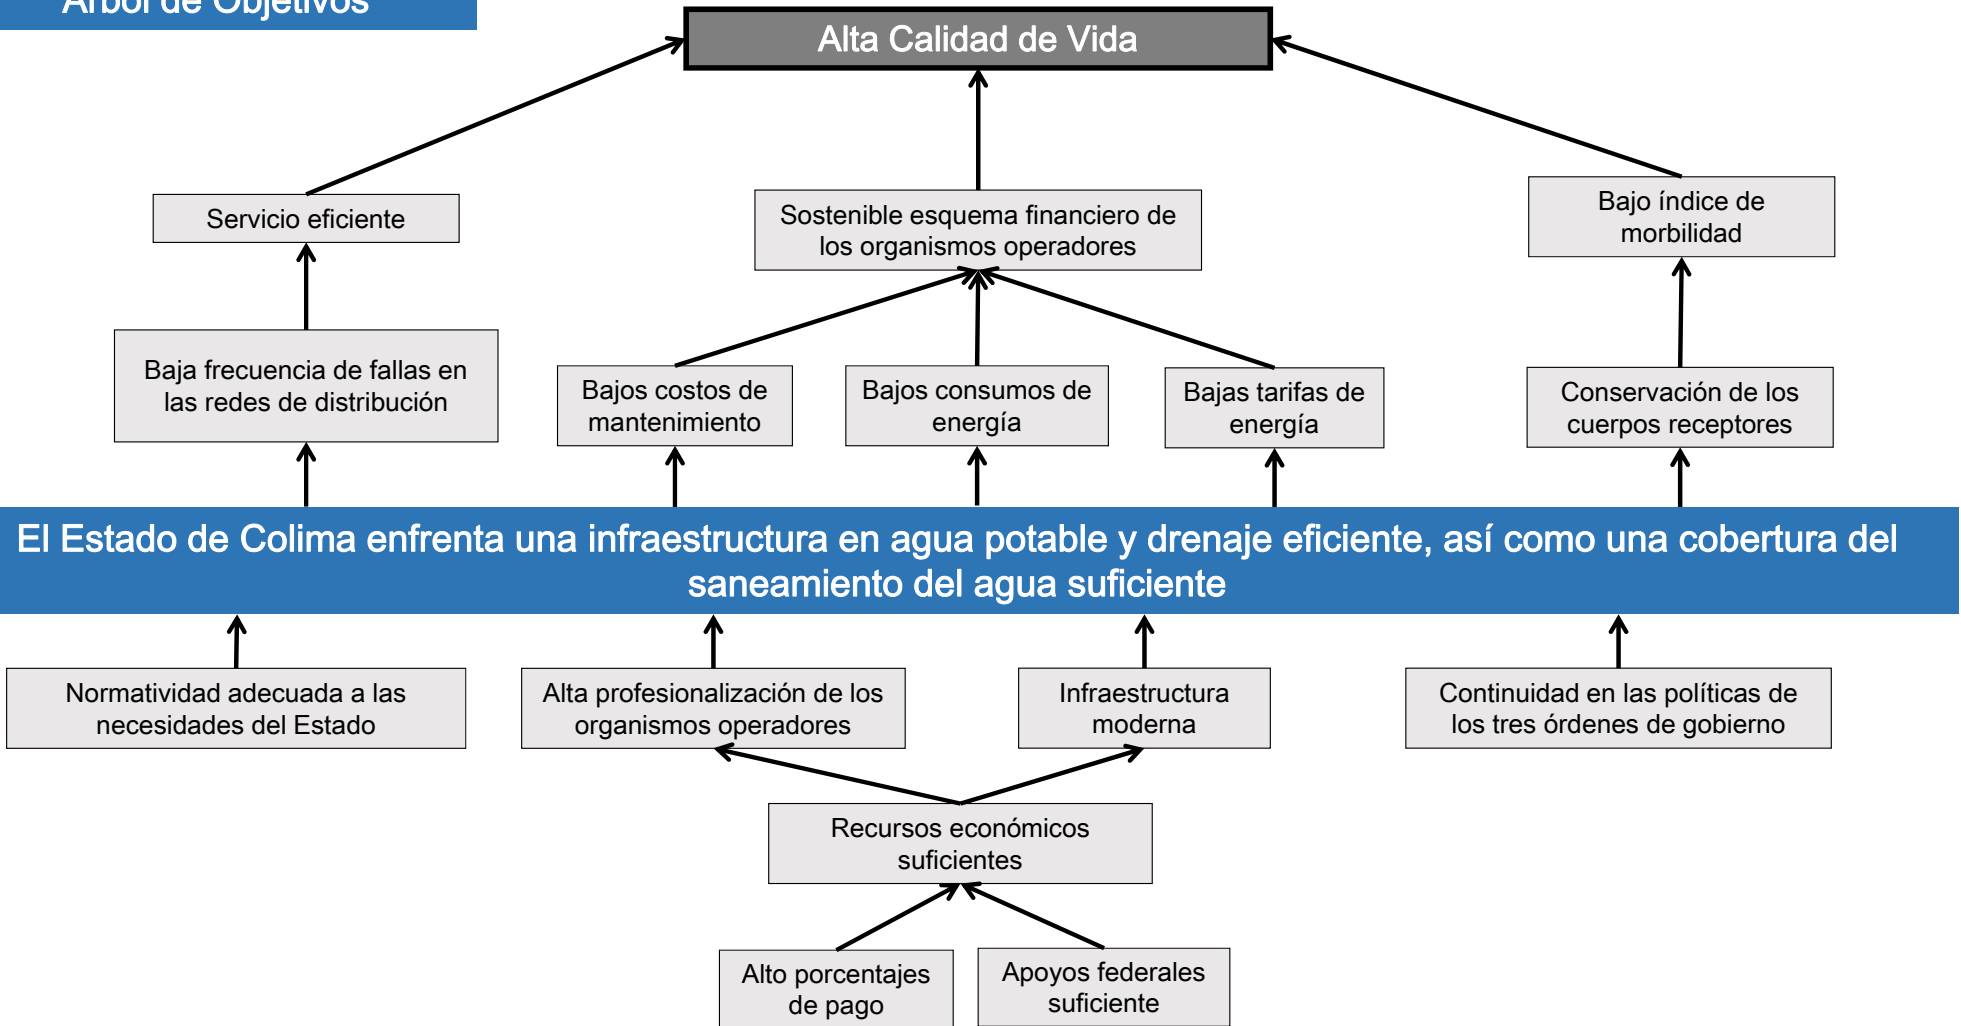 Árbol de Objetivos
Alta Calidad de Vida
Servicio eficiente
Sostenible esquema financiero de
los organismos operadores
Bajo índice de
morbilidad
Baja frecuencia de fallas en
las redes de distribución
Bajos costos de
mantenimiento
Bajos consumos de
energía
Bajas tarifas de
energía
Conservación de los
cuerpos receptores
El Estado de Colima enfrenta una infraestructura en agua potable y drenaje eficiente, así como una cobertura del
saneamiento del agua suficiente
Normatividad adecuada a las
necesidades del Estado
Alta profesionalización de los
organismos operadores
Infraestructura
moderna
Continuidad en las políticas de
los tres órdenes de gobierno
Recursos económicos
suficientes
Alto porcentajes
de pago
Apoyos federales
suficiente